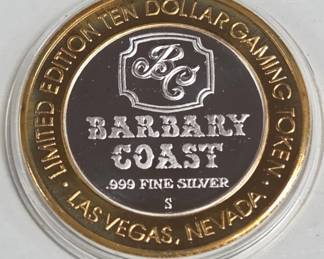 LIMITED EDITION TEN DOLLAR GAMING TOKEN
BC
BARBARY
COAST
.999 FINE SILVER
S
• LAS VEGAS, NEVADA •